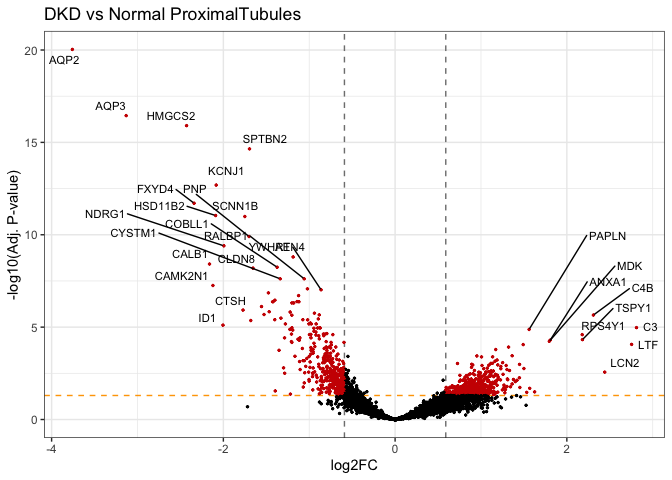 DKD vs Normal ProximalTubules
20
AQP2
AQP3
HMGCS2
15
SPTBN2
KCNJ1
FXYD4
PNP
HSD11B2
SCNN1B
NDRG1
COBLL1
PAPLN
CYSTM1
RALBP1
10
CALB1
CLDN8
MDK
CAMK2N1
ANXA1
C4B
CTSH
TSPY1
ID1
RPS4Y1
C3
5
LTF
LCN2
0
-4
-2
0
2
log2FC
-log10(Adj. P-value)